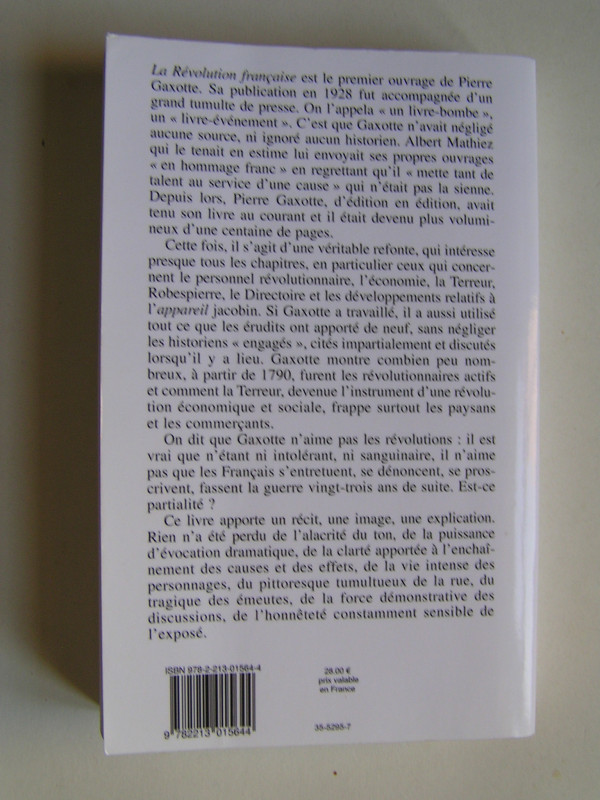 La Révolution française est le premier ouvrage de Pierre
Gaxotte. Sa publication en 1928 fut accompagnée d'un
grand tumulte de presse. On l'appela « un livre-bombe »,
un « livre-événement ». C'est que Gaxotte n'avait négligé
aucune source, ni ignoré aucun historien. Albert Mathiez
qui le tenait en estime lui envoyait ses propres ouvrages
« en hommage franc » en regrettant qu'il « mette tant de
talent au service d'une cause » qui n'était pas la sienne.
Depuis lors, Pierre Gaxotte, d'édition en édition, avait
tenu son livre au courant et il était devenu plus volumi-
neux d'une centaine de pages.
Cette fois, il s'agit d'une véritable refonte, qui intéresse
presque tous les chapitres, en particulier ceux qui concer-
nent le personnel révolutionnaire, l'économie, la Terreur,
Robespierre, le Directoire et les développements relatifs à
l'appareil jacobin. Si Gaxotte a travaillé, il a aussi utilisé
tout ce que les érudits ont apporté de neuf, sans négliger
les historiens « engagés », cités impartialement et discutés
lorsqu'il y a lieu. Gaxotte montre combien peu nom-
breux, à partir de 1790, furent les révolutionnaires actifs
et comment la Terreur, devenue l'instrument d'une révolu-
tion économique et sociale, frappe surtout les paysans
et les commerçants.
On dit que Gaxotte n'aime pas les révolutions : il est
vrai que n'étant ni intolérant, ni sanguinaire, il n'aime
pas que les Français s'entretuent, se dénoncent, se pros-
crivent, fassent la guerre vingt-trois ans de suite. Est-ce
partialité ?
Ce livre apporte un récit, une image, une explication.
Rien n'a été perdu de l'alacrité du ton, de la puissance
d'évocation dramatique, de la clarté apportée à l'enchaî-
nement des causes et des effets, de la vie intense des
personnages, du pittoresque tumultueux de la rue, du
tragique des émeutes, de la force démonstrative des
discussions, de l'honnêteté constamment sensible de
l'exposé.
ISBN 978-2-213-01564-4
28.00 €
prix valable
en France
9 782213 015644
35-5295-7